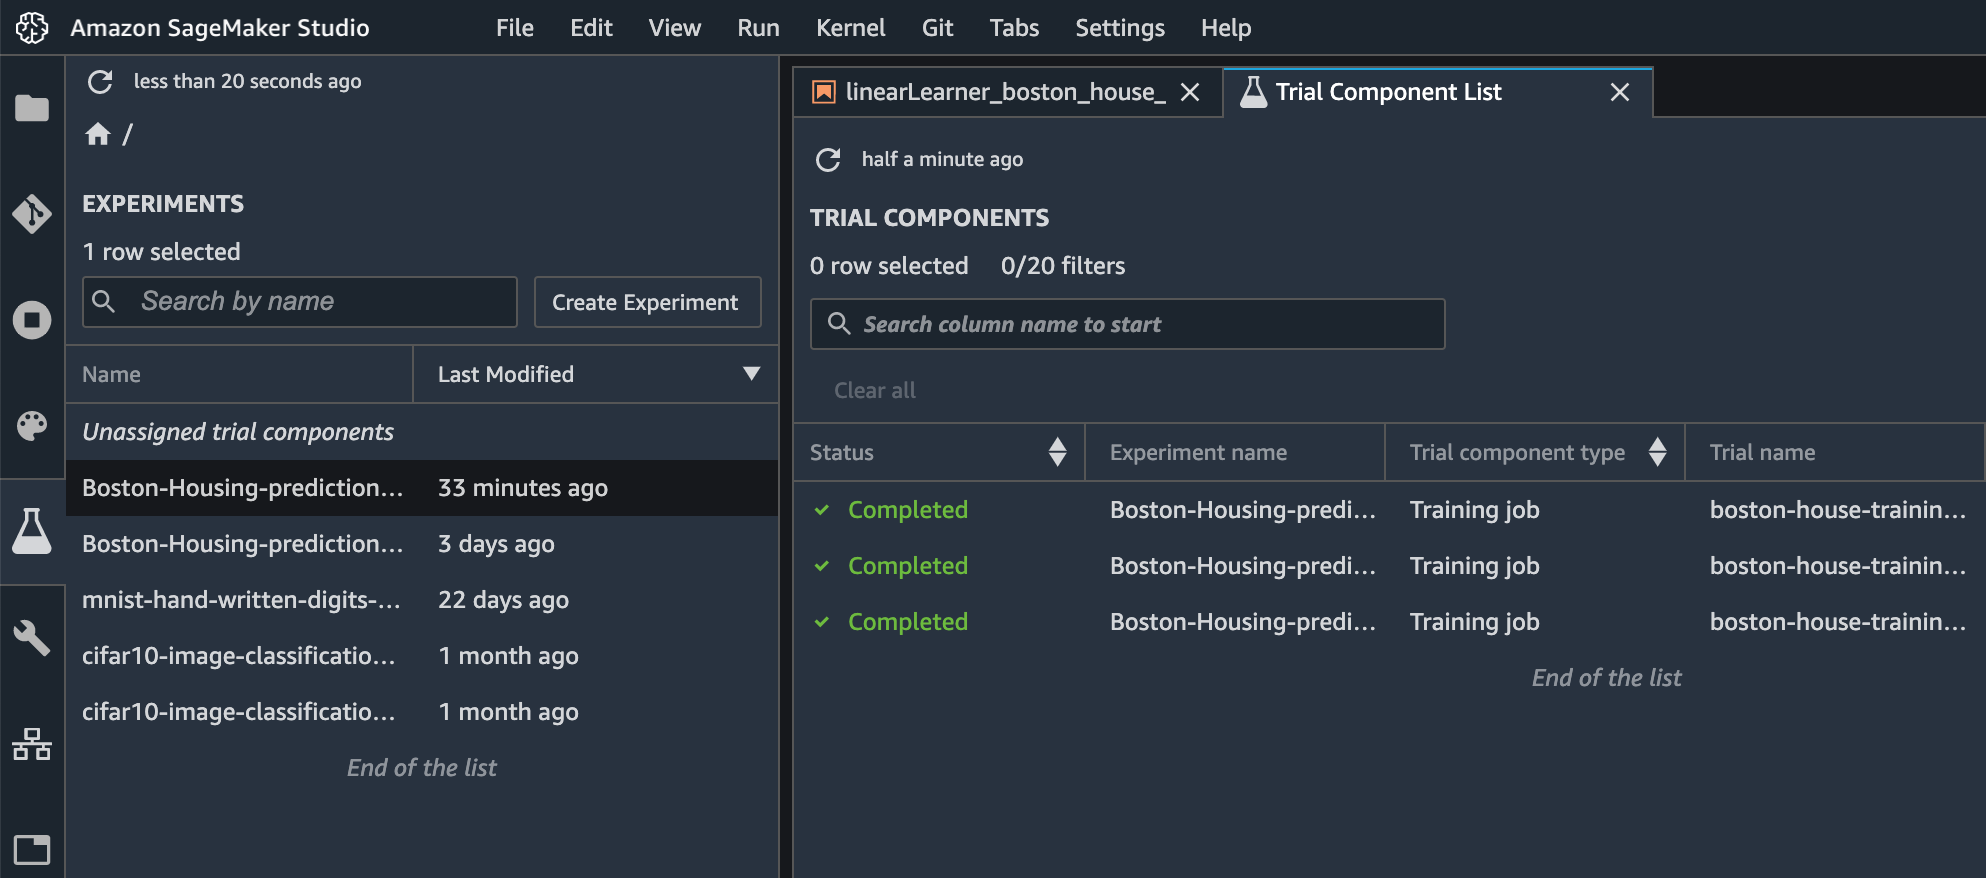 Amazon SageMaker Studio File Edit View Run Kernel Git Tabs Settings Help
less than 20 seconds ago
/
EXPERIMENTS
1 row selected
Search by name Create Experiment
Name Last Modified
Unassigned trial components
Boston-Housing-prediction... 33 minutes ago
Boston-Housing-prediction... 3 days ago
mnist-hand-written-digits-... 22 days ago
cifar10-image-classificatio... 1 month ago
cifar10-image-classificatio... 1 month ago
End of the list
linearLearner_boston_house_ Trial Component List
half a minute ago
TRIAL COMPONENTS
0 row selected 0/20 filters
Search column name to start
Clear all
Status Experiment name Trial component type Trial name
Completed Boston-Housing-predi... Training job boston-house-trainin...
Completed Boston-Housing-predi... Training job boston-house-trainin...
Completed Boston-Housing-predi... Training job boston-house-trainin...
End of the list